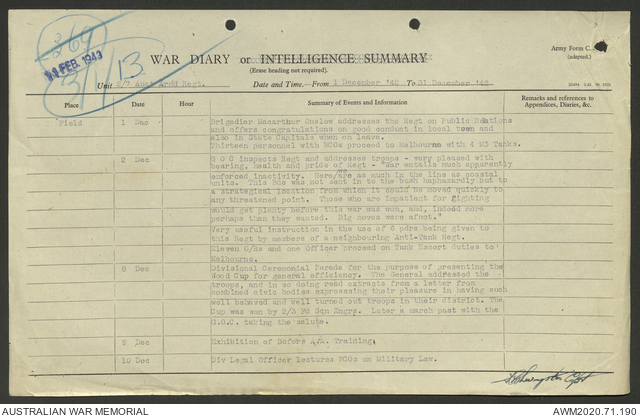 269
19 FEB. 1943
3/1/13
WAR DIARY or INTELLIGENCE SUMMARY
(Erase heading not required).
Army Form C.
(adapted.)
Unit 2/7 Aust Armd Regt. Date and Time—From 1 December '42 To 31 December '42
Place Date Hour Summary of Events and Information Remarks and references to
Appendices, Diaries, &c.
Field 1 Dec Brigadier Macarthur Onslow addresses the Regt on Public Relations
and offers congratulations on good conduct in local town and
also in State Capitals when on leave.
Thirteen personnel with NCOs proceed to Melbourne with 4 M3 Tanks.
2 Dec G O C inspects Regt and addresses troops - very pleased with
bearing, health and pride of Regt - "War entails much apparently
enforced inactivity. Here we are as much in the line as coastal
units. This Bde was not sent in to the bush haphazardly but to
a strategical location from which it could be moved quickly to
any threatened point. Those who are impatient for gighting
would get plenty before this war was won, and, indeed more
perhaps than they wanted. Big moves were afoot."
Very useful instruction in the use of 6 pdrs being given to
this Regt by members of a neighbouring Anti-Tank Regt.
Eleven O/Rs and one Officer proceed on Tank Escort duties to
Melbourne.
8 Dec Divisional Ceremonial Parade for the purpose of presenting the
Wood Cup for general efficiency. The General addressed the
troops, and in so doing read extracts from a letter from
combined civic bodies expressing their pleasure in having such
well behaved and well turned out troops in their district. The
Cup was won by 2/3 Fd Sqn Engrs. Later a march past with the
G.O.C. taking the salute.
5 Dec Exhibition of Bofors A.A. Training
10 Dec Div Legal Officer lectures NCOs on Military Law.
Capt
AUSTRALIAN WAR MEMORIAL
AWM2020.71.190